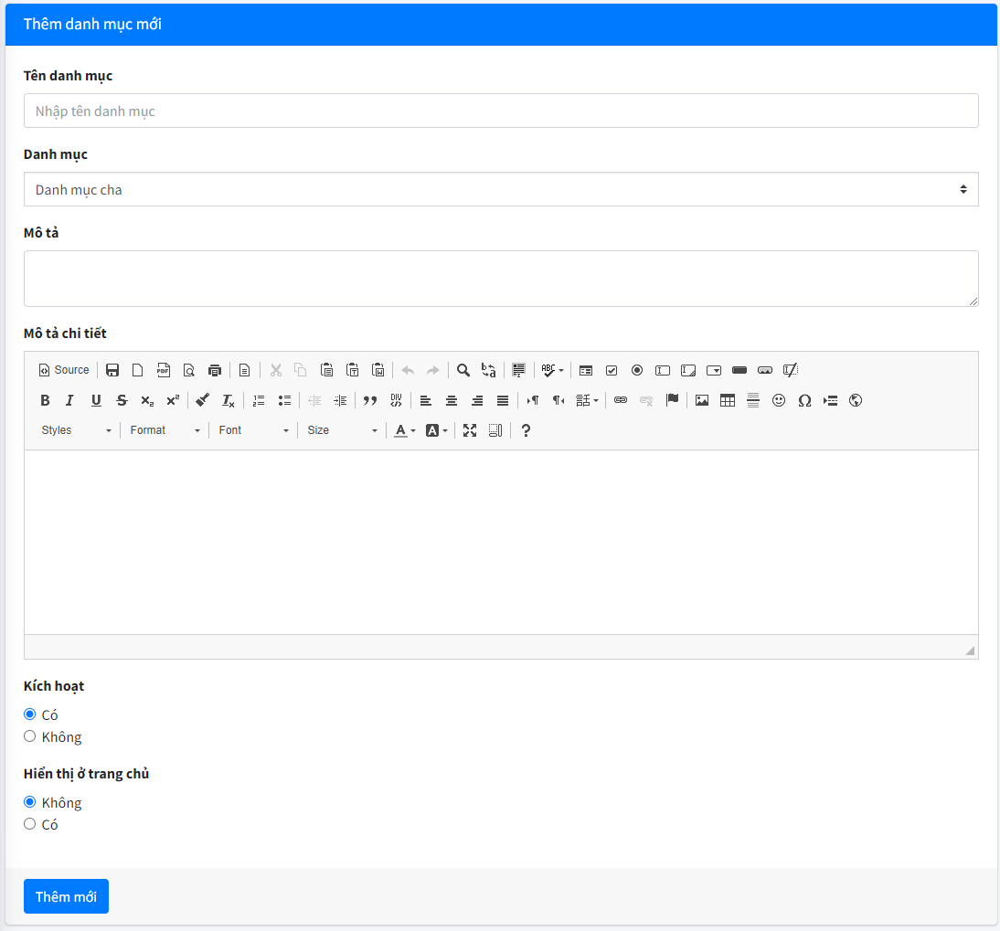 Thêm danh mục mới
Tên danh mục
Nhập tên danh mục
Danh mục
Danh mục cha
Mô tả
Mô tả chi tiết
Source
Styles Format Font Size
Kích hoạt
Có
Không
Hiển thị ở trang chủ
Không
Có
Thêm mới